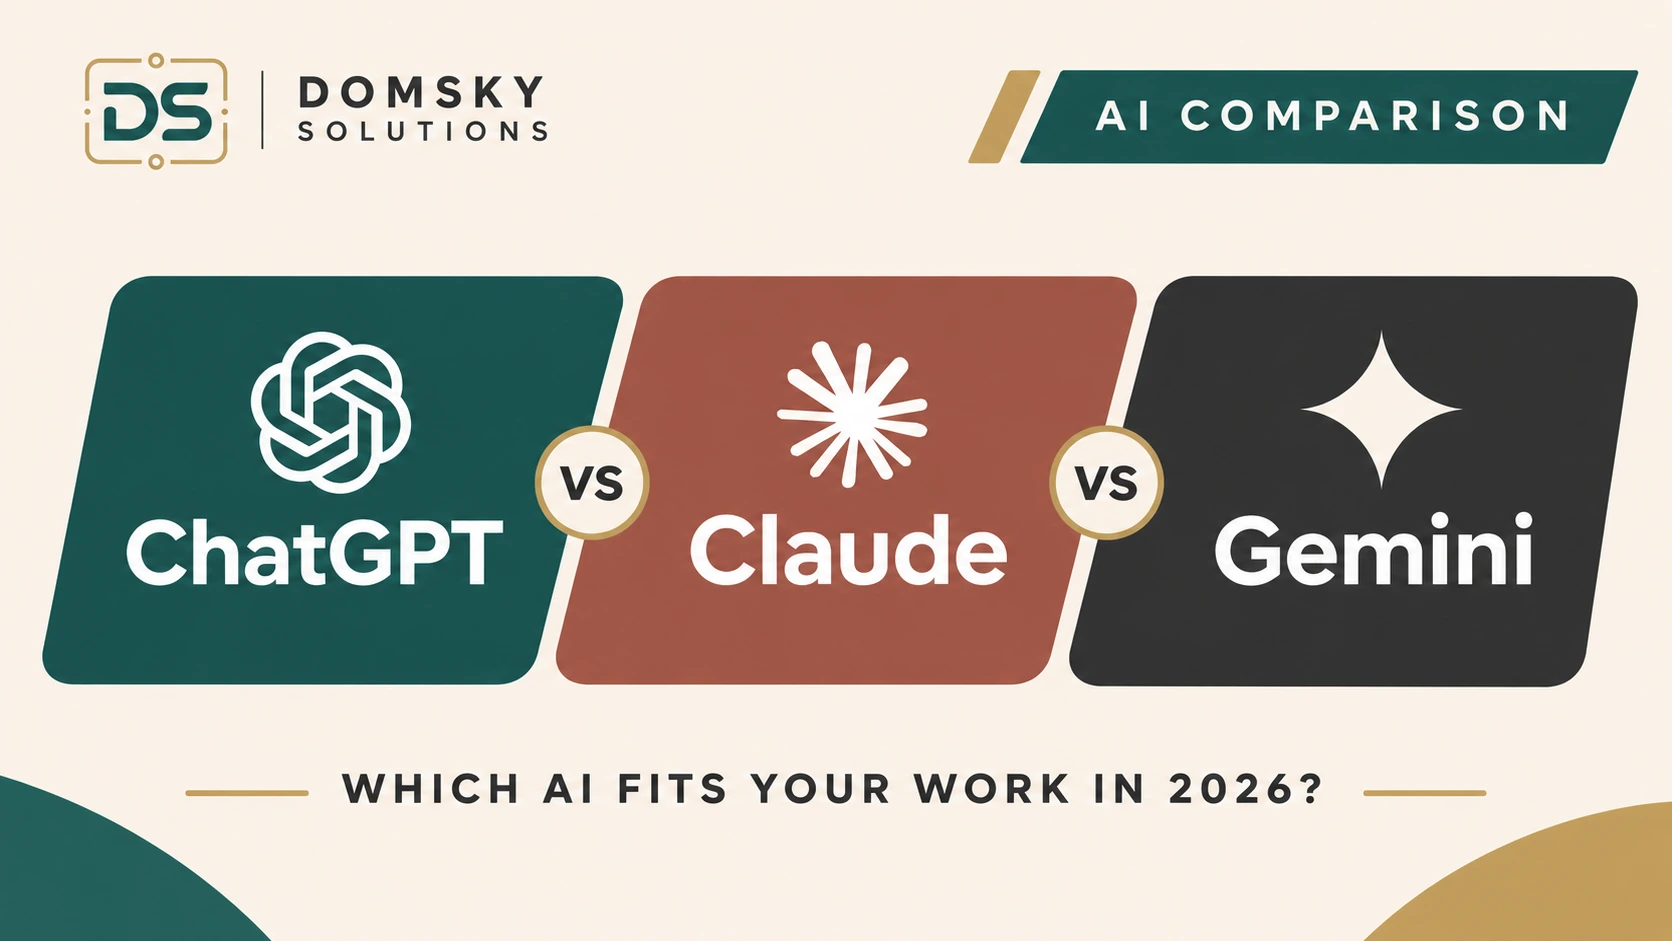 DS
DOMSKY
SOLUTIONS
AI COMPARISON
ChatGPT
VS
Claude
VS
Gemini
WHICH AI FITS YOUR WORK IN 2026?